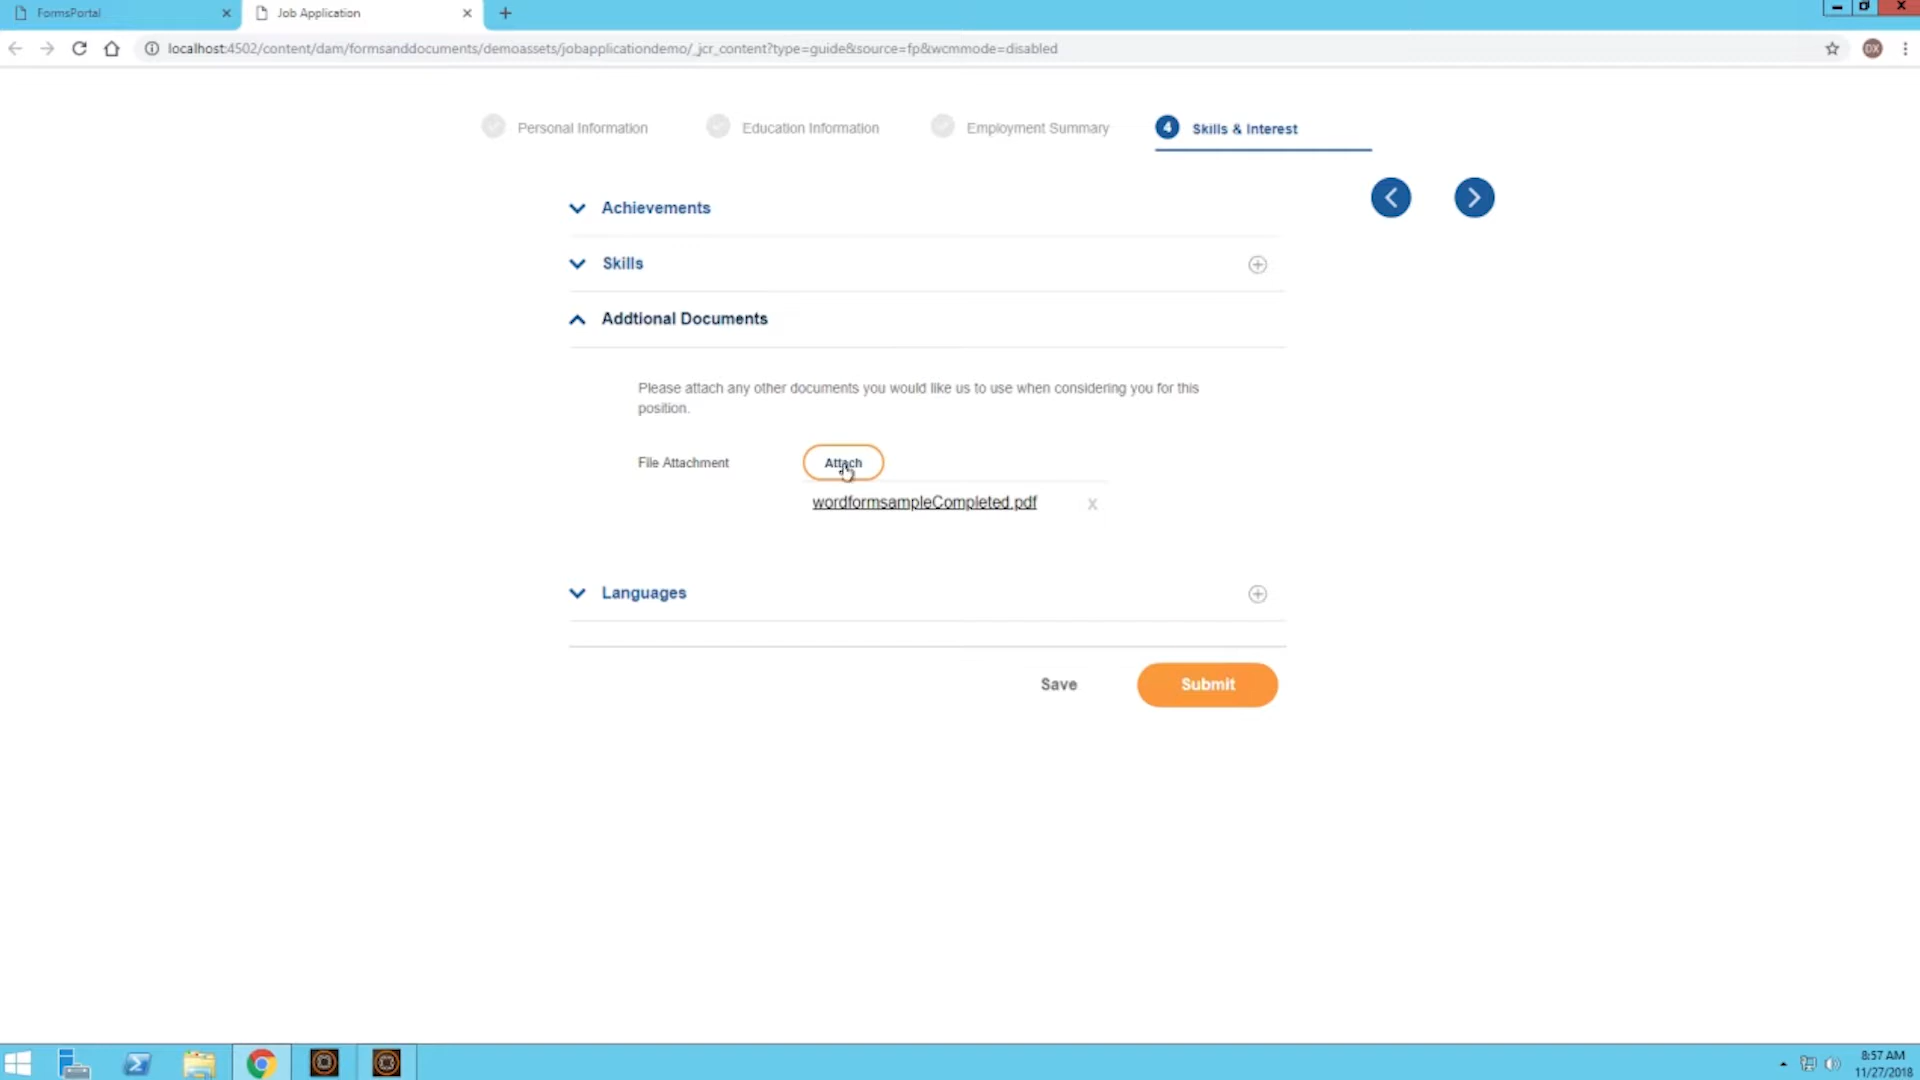 FormsPortal
Job Application
localhost:4502/content/dam/formsanddocuments/demoassets/jobapplicationdemo/_jcr_content?type=guide&source=fp&wcmmode=disabled
DX
Personal Information
Education Information
Employment Summary
4 Skills & Interest
Achievements
Skills
Addtional Documents
Please attach any other documents you would like us to use when considering you for this
position.
File Attachment
Attach
wordformsampleCompleted.pdf
x
Languages
Save
Submit
8:57 AM
11/27/2018